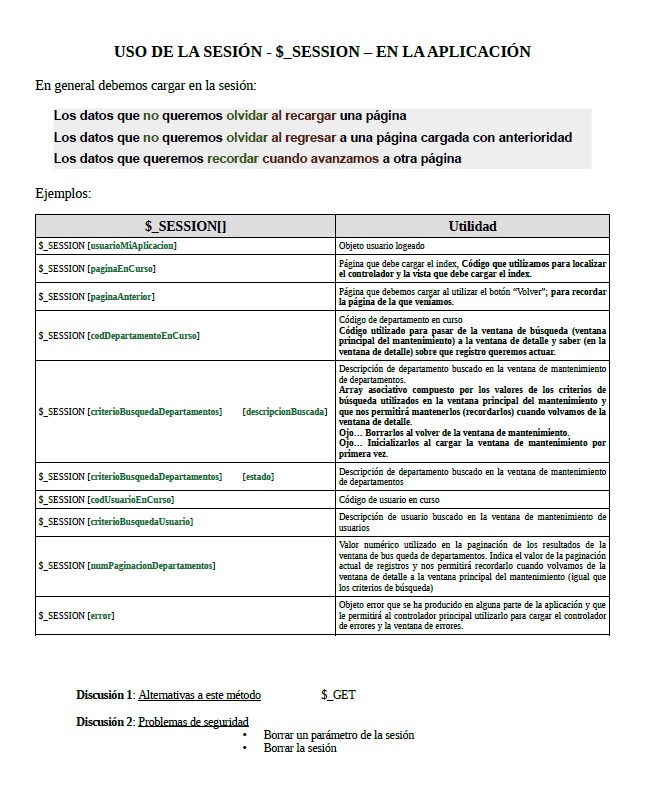 USO DE LA SESIÓN - $_SESSION – EN LA APLICACIÓN
En general debemos cargar en la sesión:
Los datos que no queremos olvidar al recargar una página
Los datos que no queremos olvidar al regresar a una página cargada con anterioridad
Los datos que queremos recordar cuando avanzamos a otra página
Ejemplos:
$_SESSION[] Utilidad
$_SESSION [usuarioMiAplicacion] Objeto usuario logeado
$_SESSION [paginaEnCurso]
Página que debe cargar el index, Código que utilizamos para localizar
el controlador y la vista que debe cargar el index.
$_SESSION [paginaAnterior]
Página que debemos cargar al utilizar el botón “Volver”; para recordar
la página de la que veníamos.
$_SESSION [codDepartamentoEnCurso]
Código de departamento en curso
Código utilizado para pasar de la ventana de búsqueda (ventana
principal del mantenimiento) a la ventana de detalle y saber (en la
ventana de detalle) sobre que registro queremos actuar.
$_SESSION [criterioBusquedaDepartamentos] [descripcionBuscada]
Descripción de departamento buscado en la ventana de mantenimiento
de departamentos.
Array asociativo compuesto por los valores de los criterios de
búsqueda utilizados en la ventana principal del mantenimiento y
que nos permitirá mantenerlos (recordarlos) cuando volvamos de la
ventana de detalle.
Ojo… Borrarlos al volver de la ventana de mantenimiento.
Ojo… Inicializarlos al cargar la ventana de mantenimiento por
primera vez.
$_SESSION [criterioBusquedaDepartamentos] [estado]
Descripción de departamento buscado en la ventana de mantenimiento
de departamentos
$_SESSION [codUsuarioEnCurso] Código de usuario en curso
$_SESSION [criterioBusquedaUsuario]
Descripción de usuario buscado en la ventana de mantenimiento de
usuarios
$_SESSION [numPaginacionDepartamentos]
Valor numérico utilizado en la paginación de los resultados de la
ventana de bus queda de departamentos. Indica el valor de la paginación
actual de registros y nos permitirá recordarlo cuando volvamos de la
ventana de detalle a la ventana principal del mantenimiento (igual que
los criterios de búsqueda)
$_SESSION [error]
Objeto error que se ha producido en alguna parte de la aplicación y que
le permitirá al controlador principal utilizarlo para cargar el controlador
de errores y la ventana de errores.
Discusión 1: Alternativas a este método $_GET
Discusión 2: Problemas de seguridad
• Borrar un parámetro de la sesión
• Borrar la sesión